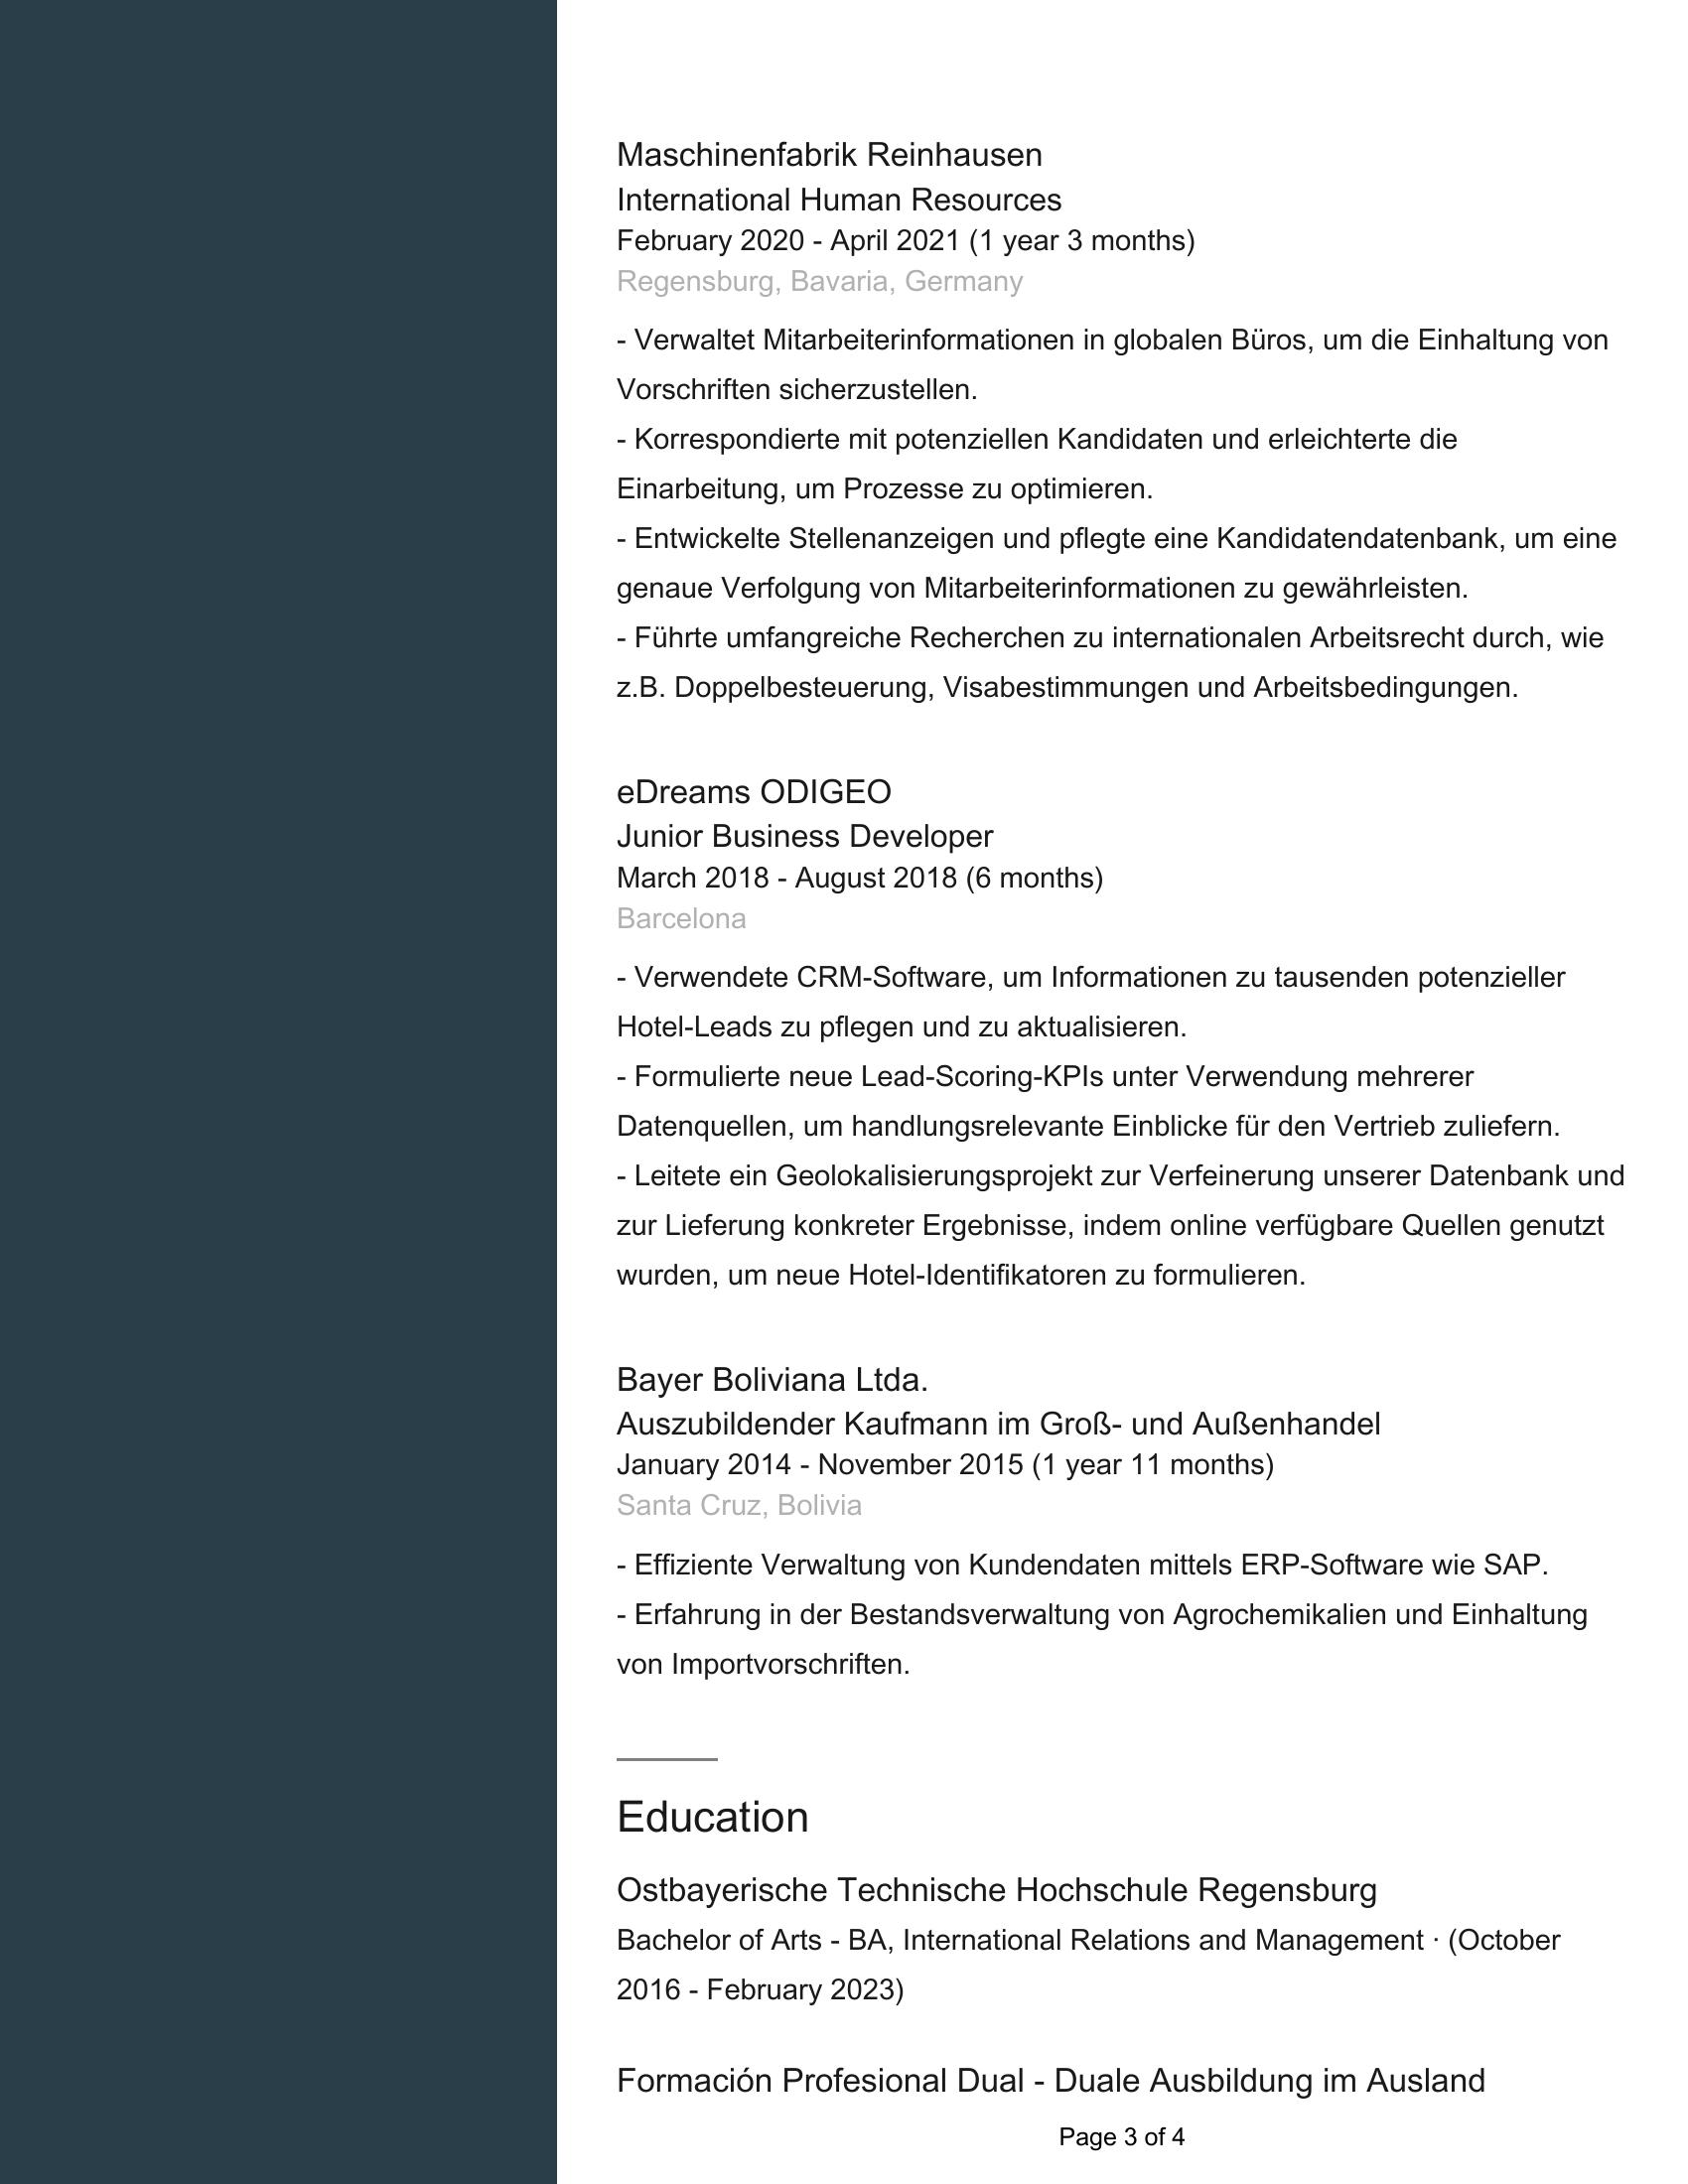 Maschinenfabrik Reinhausen
International Human Resources
February 2020 - April 2021 (1 year 3 months)
Regensburg, Bavaria, Germany
- Verwaltet Mitarbeiterinformationen in globalen Büros, um die Einhaltung von
Vorschriften sicherzustellen.
- Korrespondierte mit potenziellen Kandidaten und erleichterte die
Einarbeitung, um Prozesse zu optimieren.
- Entwickelte Stellenanzeigen und pflegte eine Kandidatendatenbank, um eine
genaue Verfolgung von Mitarbeiterinformationen zu gewährleisten.
- Führte umfangreiche Recherchen zu internationalen Arbeitsrecht durch, wie
z.B. Doppelbesteuerung, Visabestimmungen und Arbeitsbedingungen.
eDreams ODIGEO
Junior Business Developer
March 2018 - August 2018 (6 months)
Barcelona
- Verwendete CRM-Software, um Informationen zu tausenden potenzieller
Hotel-Leads zu pflegen und zu aktualisieren.
- Formulierte neue Lead-Scoring-KPIs unter Verwendung mehrerer
Datenquellen, um handlungsrelevante Einblicke für den Vertrieb zuliefern.
- Leitete ein Geolokalisierungsprojekt zur Verfeinerung unserer Datenbank und
zur Lieferung konkreter Ergebnisse, indem online verfügbare Quellen genutzt
wurden, um neue Hotel-Identifikatoren zu formulieren.
Bayer Boliviana Ltda.
Auszubildender Kaufmann im Groß- und Außenhandel
January 2014 - November 2015 (1 year 11 months)
Santa Cruz, Bolivia
- Effiziente Verwaltung von Kundendaten mittels ERP-Software wie SAP.
- Erfahrung in der Bestandsverwaltung von Agrochemikalien und Einhaltung
von Importvorschriften.
Education
Ostbayerische Technische Hochschule Regensburg
Bachelor of Arts - BA, International Relations and Management · (October
2016 - February 2023)
Formación Profesional Dual - Duale Ausbildung im Ausland
Page 3 of 4